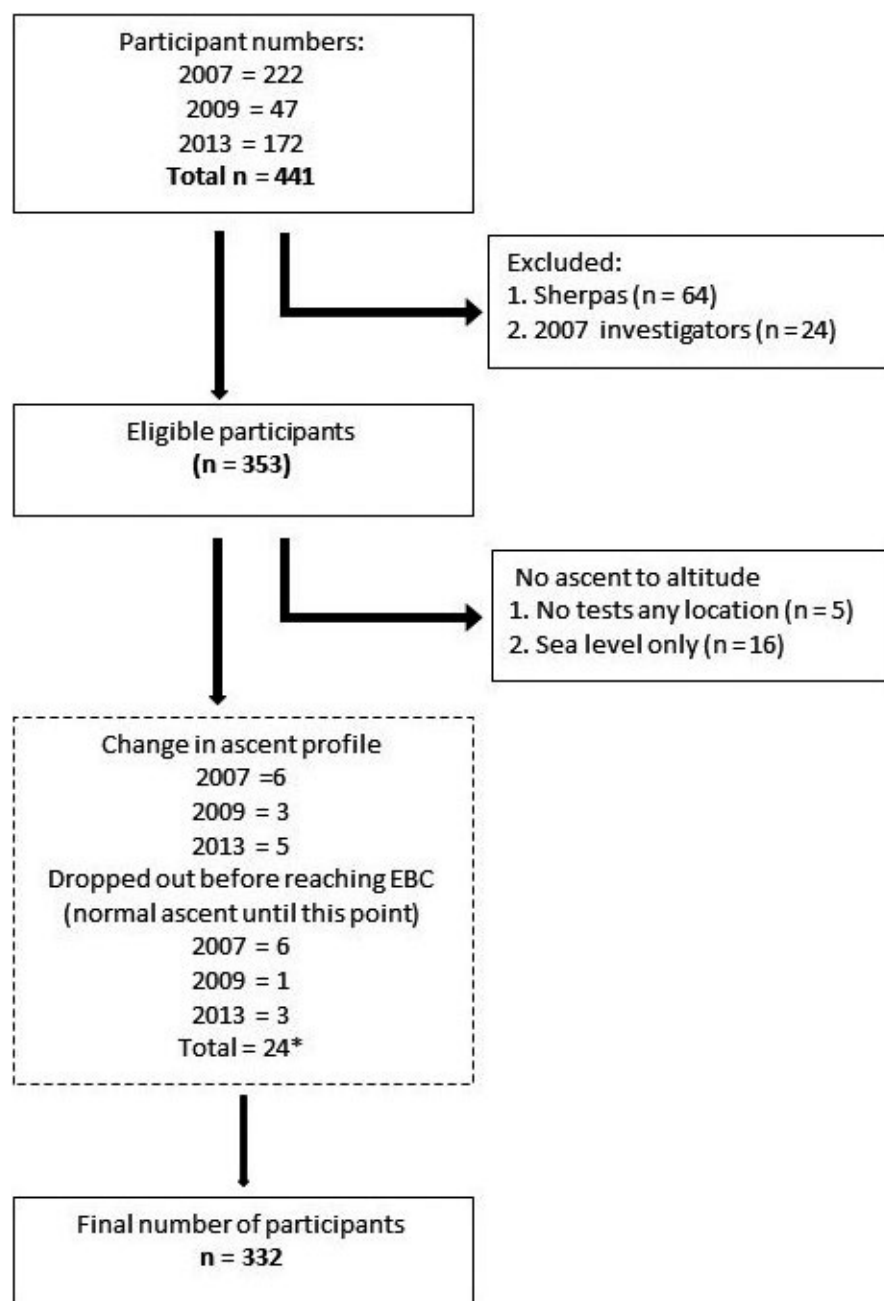 Participant numbers:
2007 = 222
2009 = 47
2013 = 172
Total n = 441
Excluded:
1. Sherpas (n = 64)
2. 2007 investigators (n = 24)
Eligible participants
(n = 353)
No ascent to altitude
1. No tests any location (n = 5)
2. Sea level only (n = 16)
Change in ascent profile
2007 =6
2009 = 3
2013 = 5
Dropped out before reaching EBC
(normal ascent until this point)
2007 = 6
2009 = 1
2013 = 3
Total = 24*
Final number of participants
n = 332